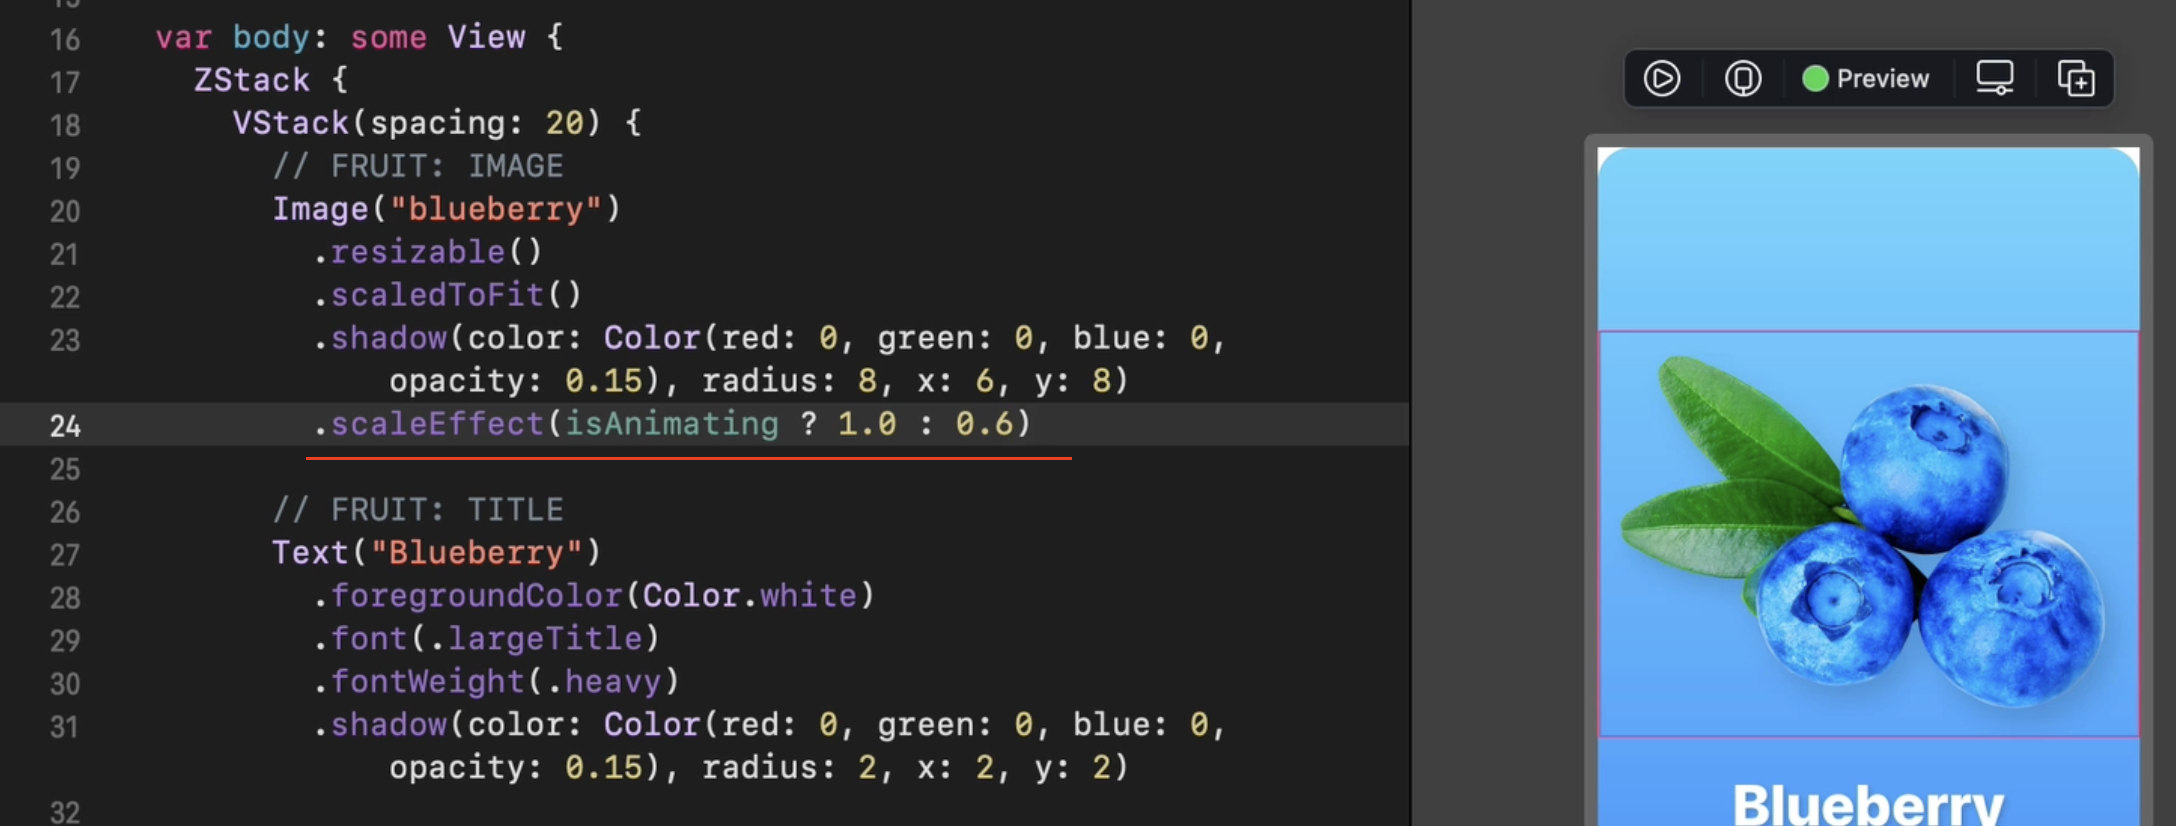 16 var body: some View {
17 ZStack {
18 VStack(spacing: 20) {
19 // FRUIT: IMAGE
20 Image("blueberry")
21 .resizable()
22 .scaledToFit()
23 .shadow(color: Color(red: 0, green: 0, blue: 0,
opacity: 0.15), radius: 8, x: 6, y: 8)
24 .scaleEffect(isAnimating ? 1.0 : 0.6)
25
26 // FRUIT: TITLE
27 Text("Blueberry")
28 .foregroundColor(Color.white)
29 .font(.largeTitle)
30 .fontWeight(.heavy)
31 .shadow(color: Color(red: 0, green: 0, blue: 0,
opacity: 0.15), radius: 2, x: 2, y: 2)
32
Preview
Blueberry